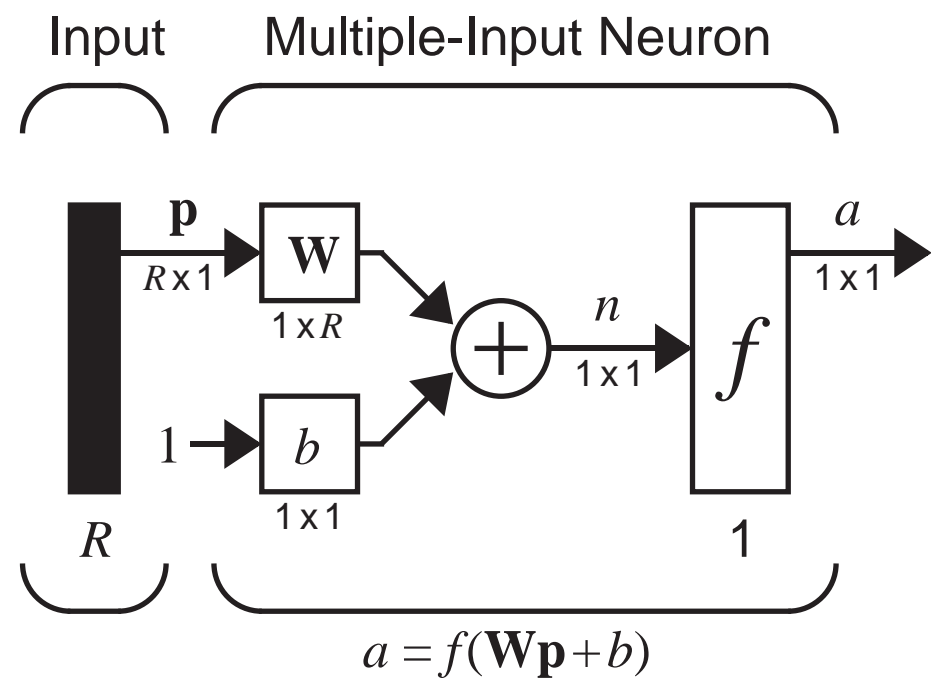 Input Multiple-Input Neuron
p a
W
R x 1 1 x 1
1 x R n
+ f
1 x 1
1 b
1 x 1
R 1
a = f(Wp + b)